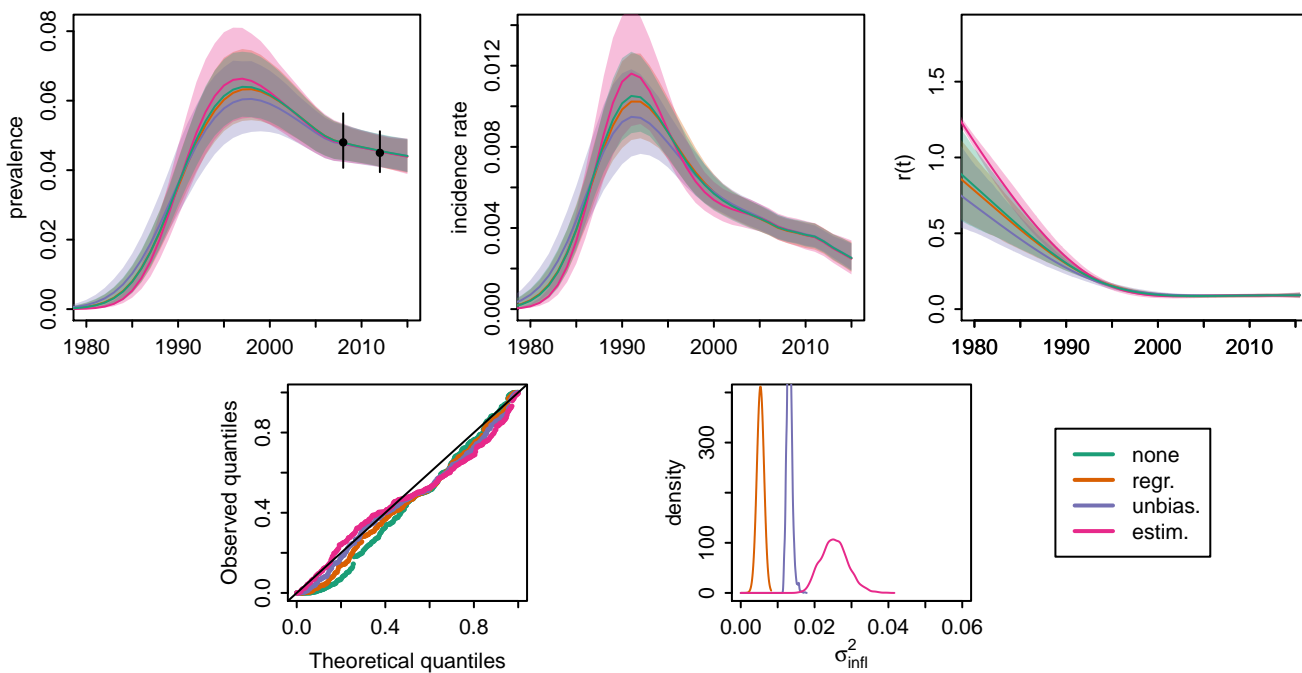 prevalence
0.00 0.02 0.04 0.06 0.08
1980 1990 2000 2010
incidence rate
0.000 0.004 0.008 0.012
1980 1990 2000 2010
r(t)
0.0 0.5 1.0 1.5
1980 1990 2000 2010
Observed quantiles
0.0 0.4 0.8
0.0 0.4 0.8
Theoretical quantiles
density
0 100 300
0.00 0.02 0.04 0.06
σ²infl
none
regr.
unbias.
estim.